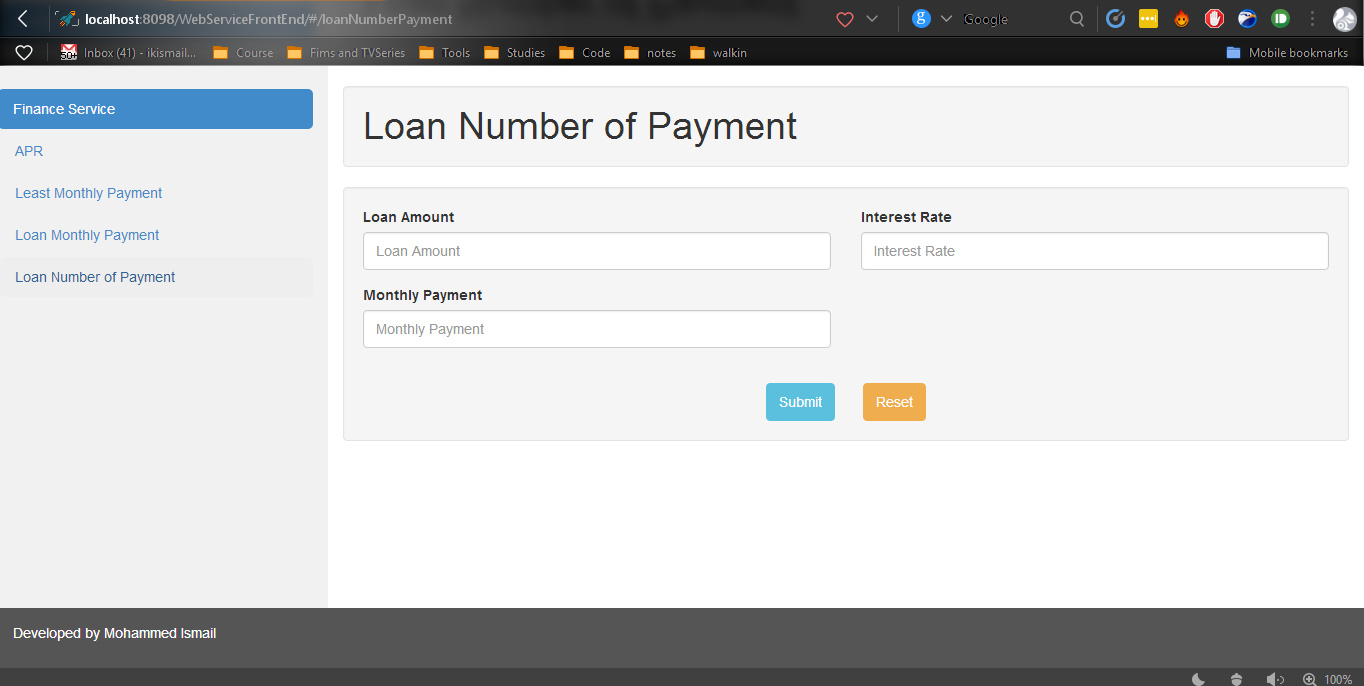 localhost:8098/WebServiceFrontEnd/#/loanNumberPayment
g Google
50+ Inbox (41) - ikismail... Course Fims and TVSeries Tools Studies Code notes walkin Mobile bookmarks
Finance Service
APR
Least Monthly Payment
Loan Monthly Payment
Loan Number of Payment
Loan Number of Payment
Loan Amount Interest Rate
Loan Amount Interest Rate
Monthly Payment
Monthly Payment
Submit Reset
Developed by Mohammed Ismail
100%